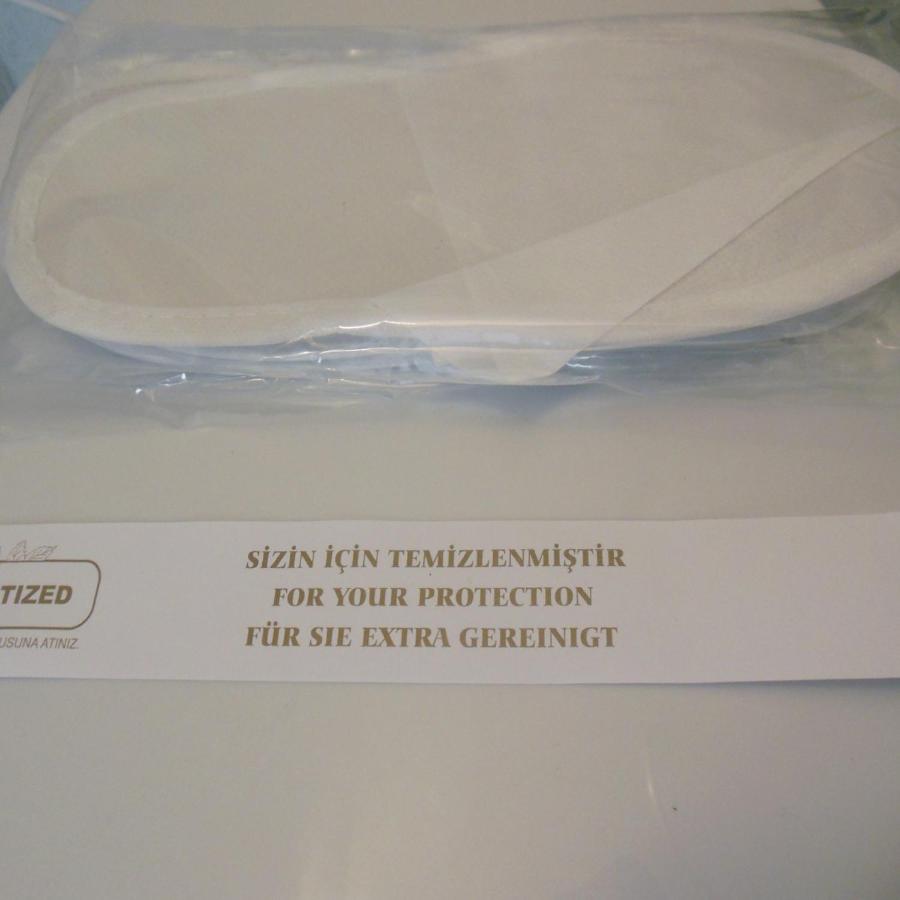 TIZED
USUNA ATINIZ.
SİZİN İÇİN TEMİZLENMİŞTİR
FOR YOUR PROTECTION
FÜR SIE EXTRA GEREINIGT